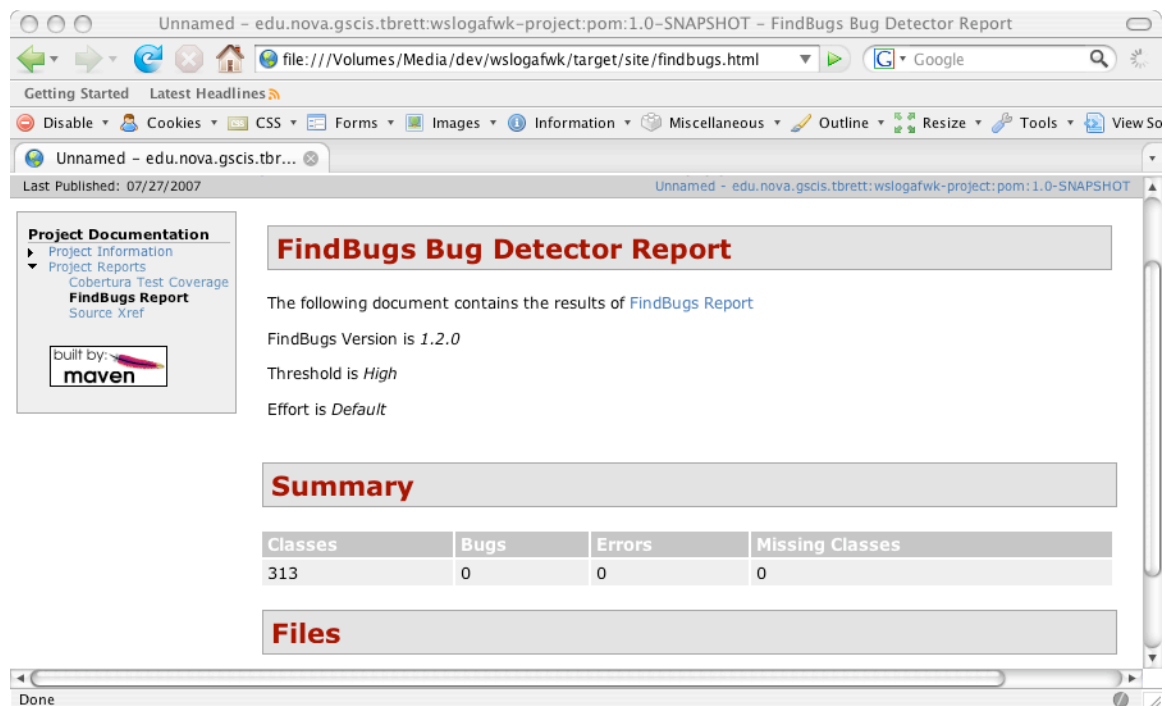 Unnamed – edu.nova.gscis.tbrett:wslogafwk–project:pom:1.0–SNAPSHOT – FindBugs Bug Detector Report
file:///Volumes/Media/dev/wslogafwk/target/site/findbugs.html
G Google
Getting Started Latest Headlines
Disable Cookies CSS Forms Images Information Miscellaneous Outline Resize Tools View So
Unnamed – edu.nova.gscis.tbr...
Last Published: 07/27/2007 Unnamed - edu.nova.gscis.tbrett:wslogafwk-project:pom:1.0-SNAPSHOT
Project Documentation
Project Information
Project Reports
Cobertura Test Coverage
FindBugs Report
Source Xref
built by:
maven
FindBugs Bug Detector Report
The following document contains the results of FindBugs Report
FindBugs Version is 1.2.0
Threshold is High
Effort is Default
Summary
Classes Bugs Errors Missing Classes
313 0 0 0
Files
Done